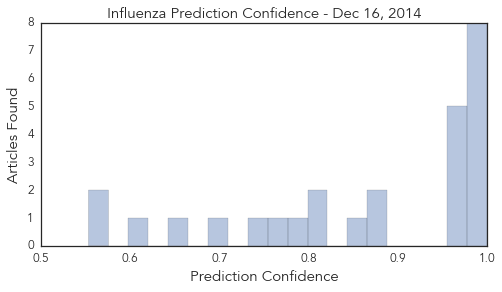 Influenza Prediction Confidence - Dec 16, 2014
8
7
6
5
4
3
2
1
0
Articles Found
0.5 0.6 0.7 0.8 0.9 1.0
Prediction Confidence